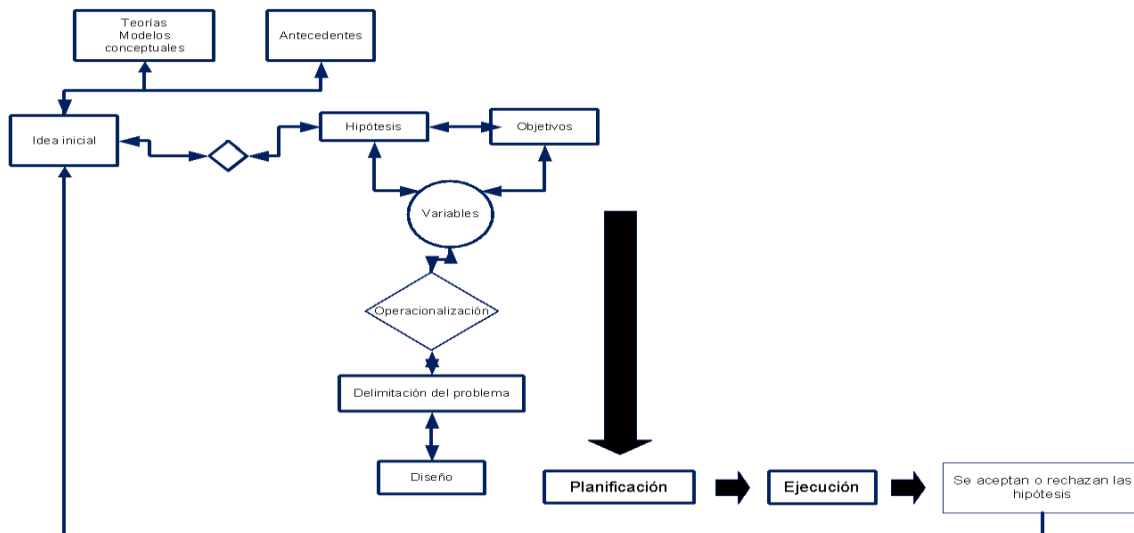 Teorías
Modelos
conceptuales
Antecedentes
Idea inicial
Hipótesis
Objetivos
Variables
Operacionalización
Delimitación del problema
Diseño
Planificación
Ejecución
Se aceptan o rechazan las
hipótesis